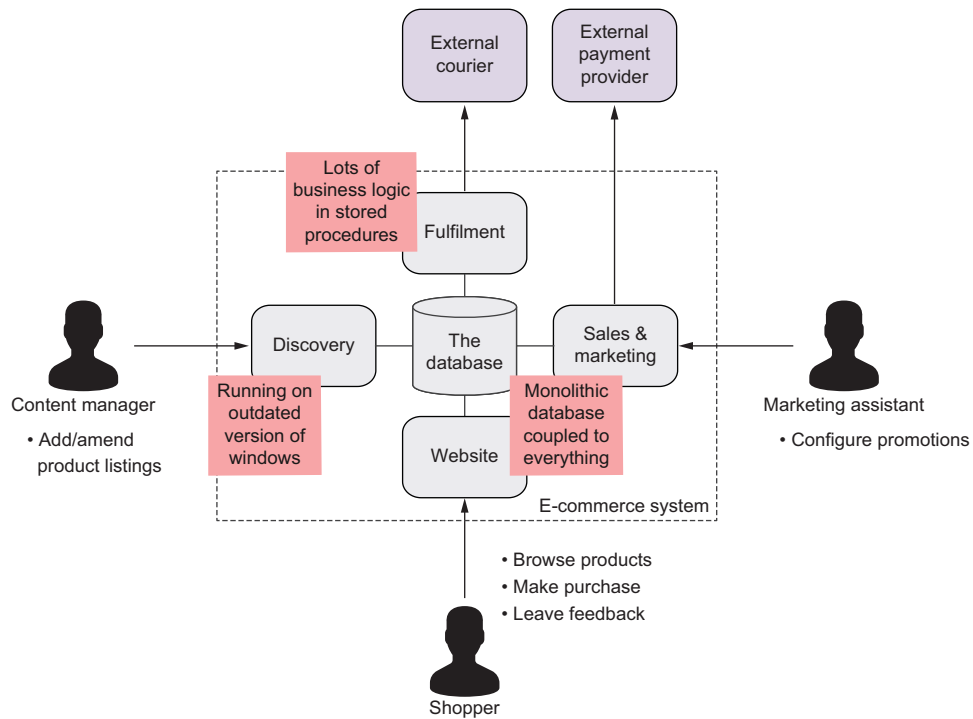 External
courier
External
payment
provider
Lots of
business logic
in stored
procedures
Fulfilment
Discovery
The
database
Sales &
marketing
Running on
outdated
version of
windows
Monolithic
database
coupled to
everything
Website
E-commerce system
Content manager
• Add/amend
product listings
Marketing assistant
• Configure promotions
• Browse products
• Make purchase
• Leave feedback
Shopper